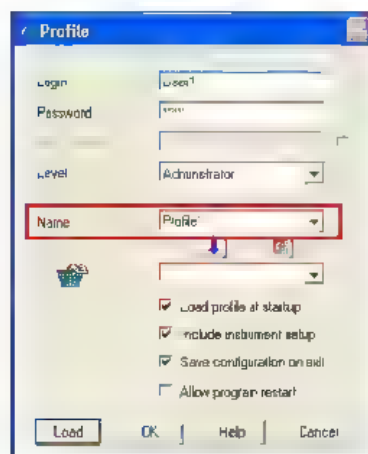 Profile
Login User1
Password ****
Level Administrator
Name Profile1
Load profile at startup
Include instrument setup
Save configuration on exit
Allow program restart
Load OK Help Cancel